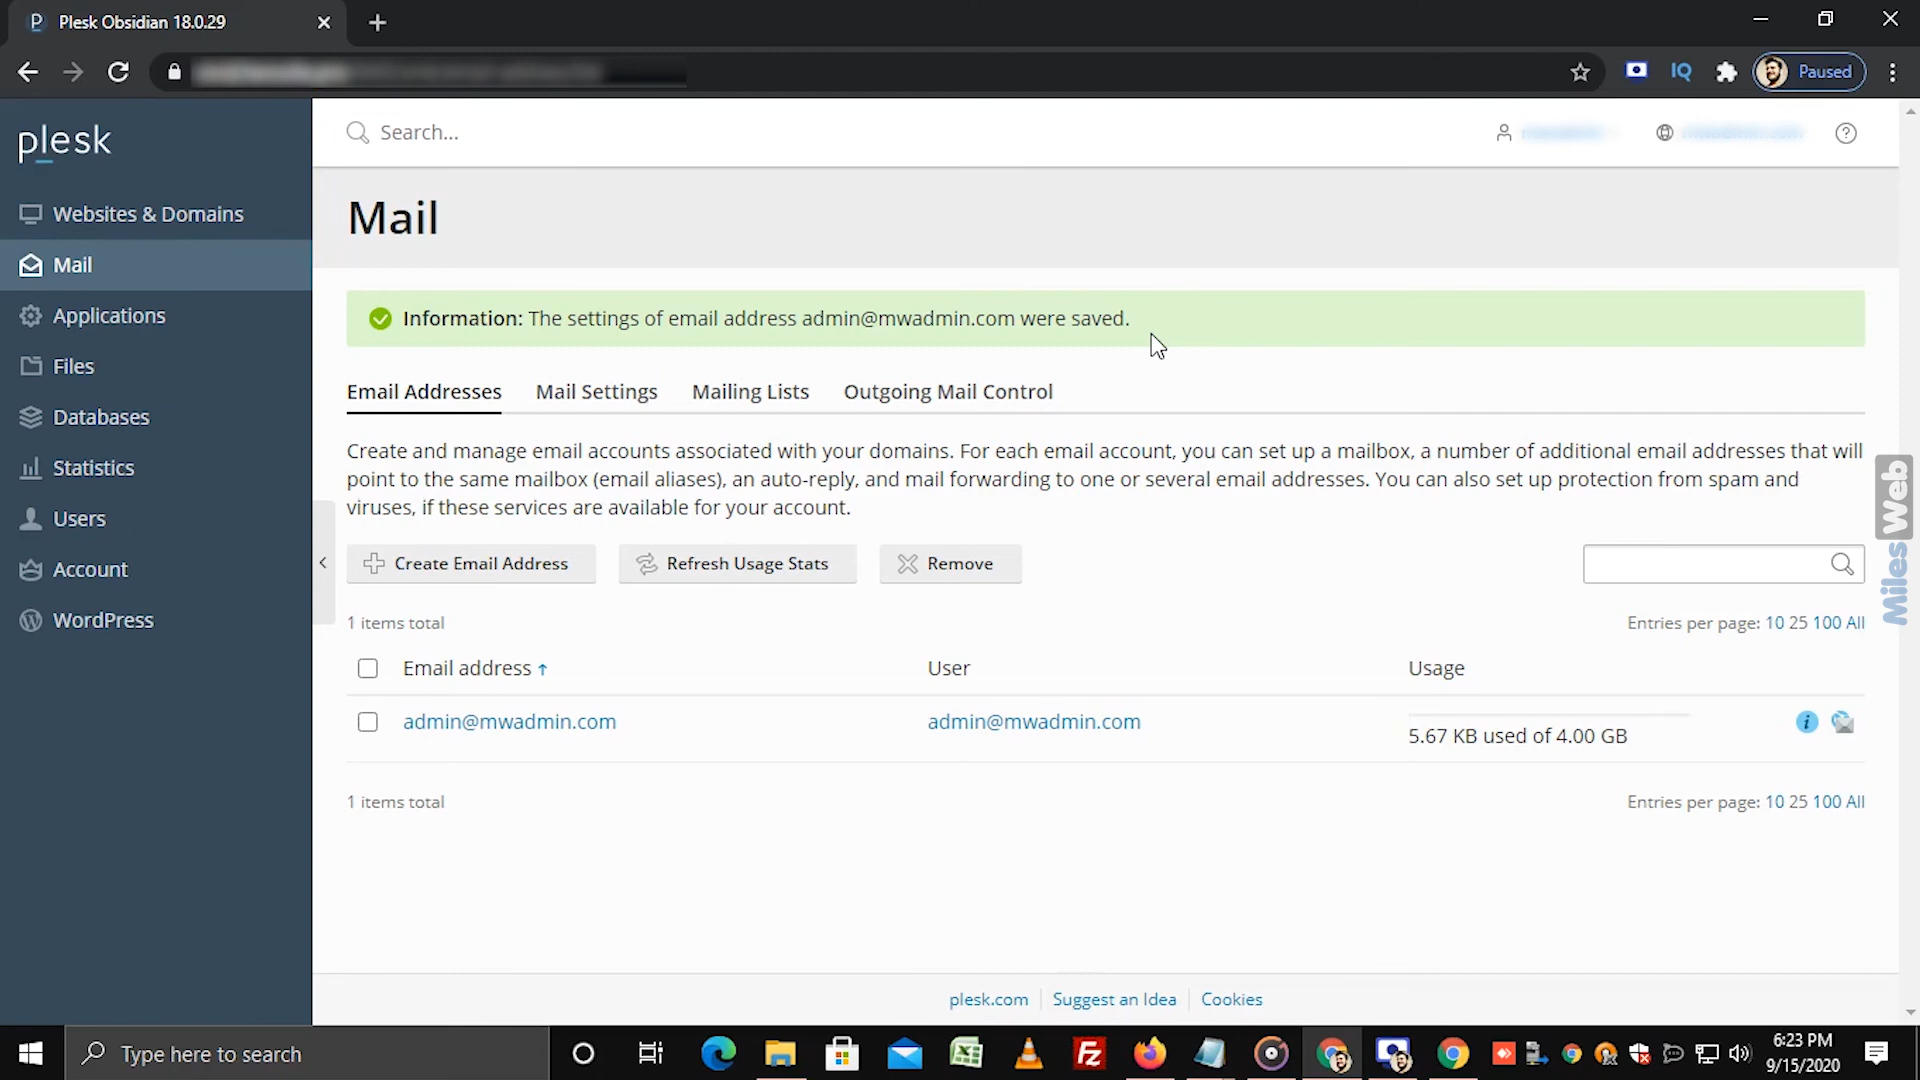 Plesk Obsidian 18.0.29
IQ
Paused
plesk
Search...
Websites & Domains
Mail
Applications
Files
Databases
Statistics
Users
Account
WordPress
Mail
Information: The settings of email address admin@mwadmin.com were saved.
Email Addresses Mail Settings Mailing Lists Outgoing Mail Control
Create and manage email accounts associated with your domains. For each email account, you can set up a mailbox, a number of additional email addresses that will
point to the same mailbox (email aliases), an auto-reply, and mail forwarding to one or several email addresses. You can also set up protection from spam and
viruses, if these services are available for your account.
Create Email Address Refresh Usage Stats Remove
1 items total Entries per page: 10 25 100 All
Email address ↑ User Usage
admin@mwadmin.com admin@mwadmin.com 5.67 KB used of 4.00 GB
1 items total Entries per page: 10 25 100 All
MilesWeb
plesk.com Suggest an Idea Cookies
Type here to search
6:23 PM
9/15/2020